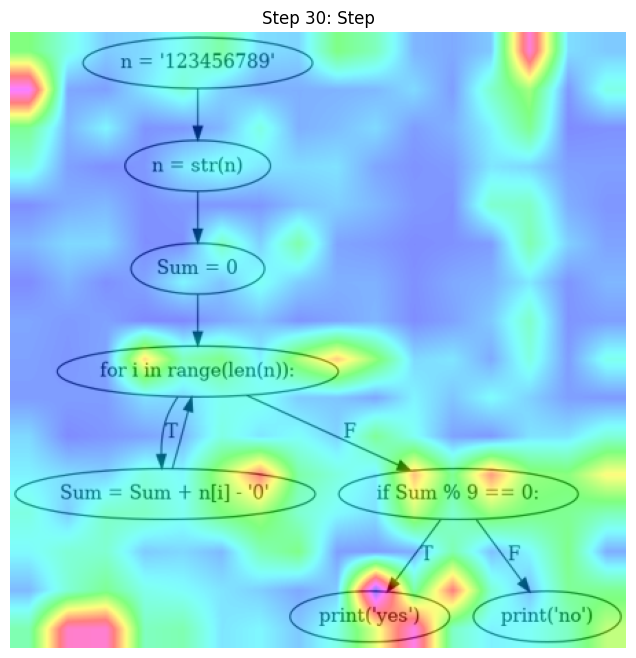 Step 30: Step
n = '123456789'
n = str(n)
Sum = 0
for i in range(len(n)):
T
F
Sum = Sum + n[i] - '0'
if Sum % 9 == 0:
T
F
print('yes')
print('no')